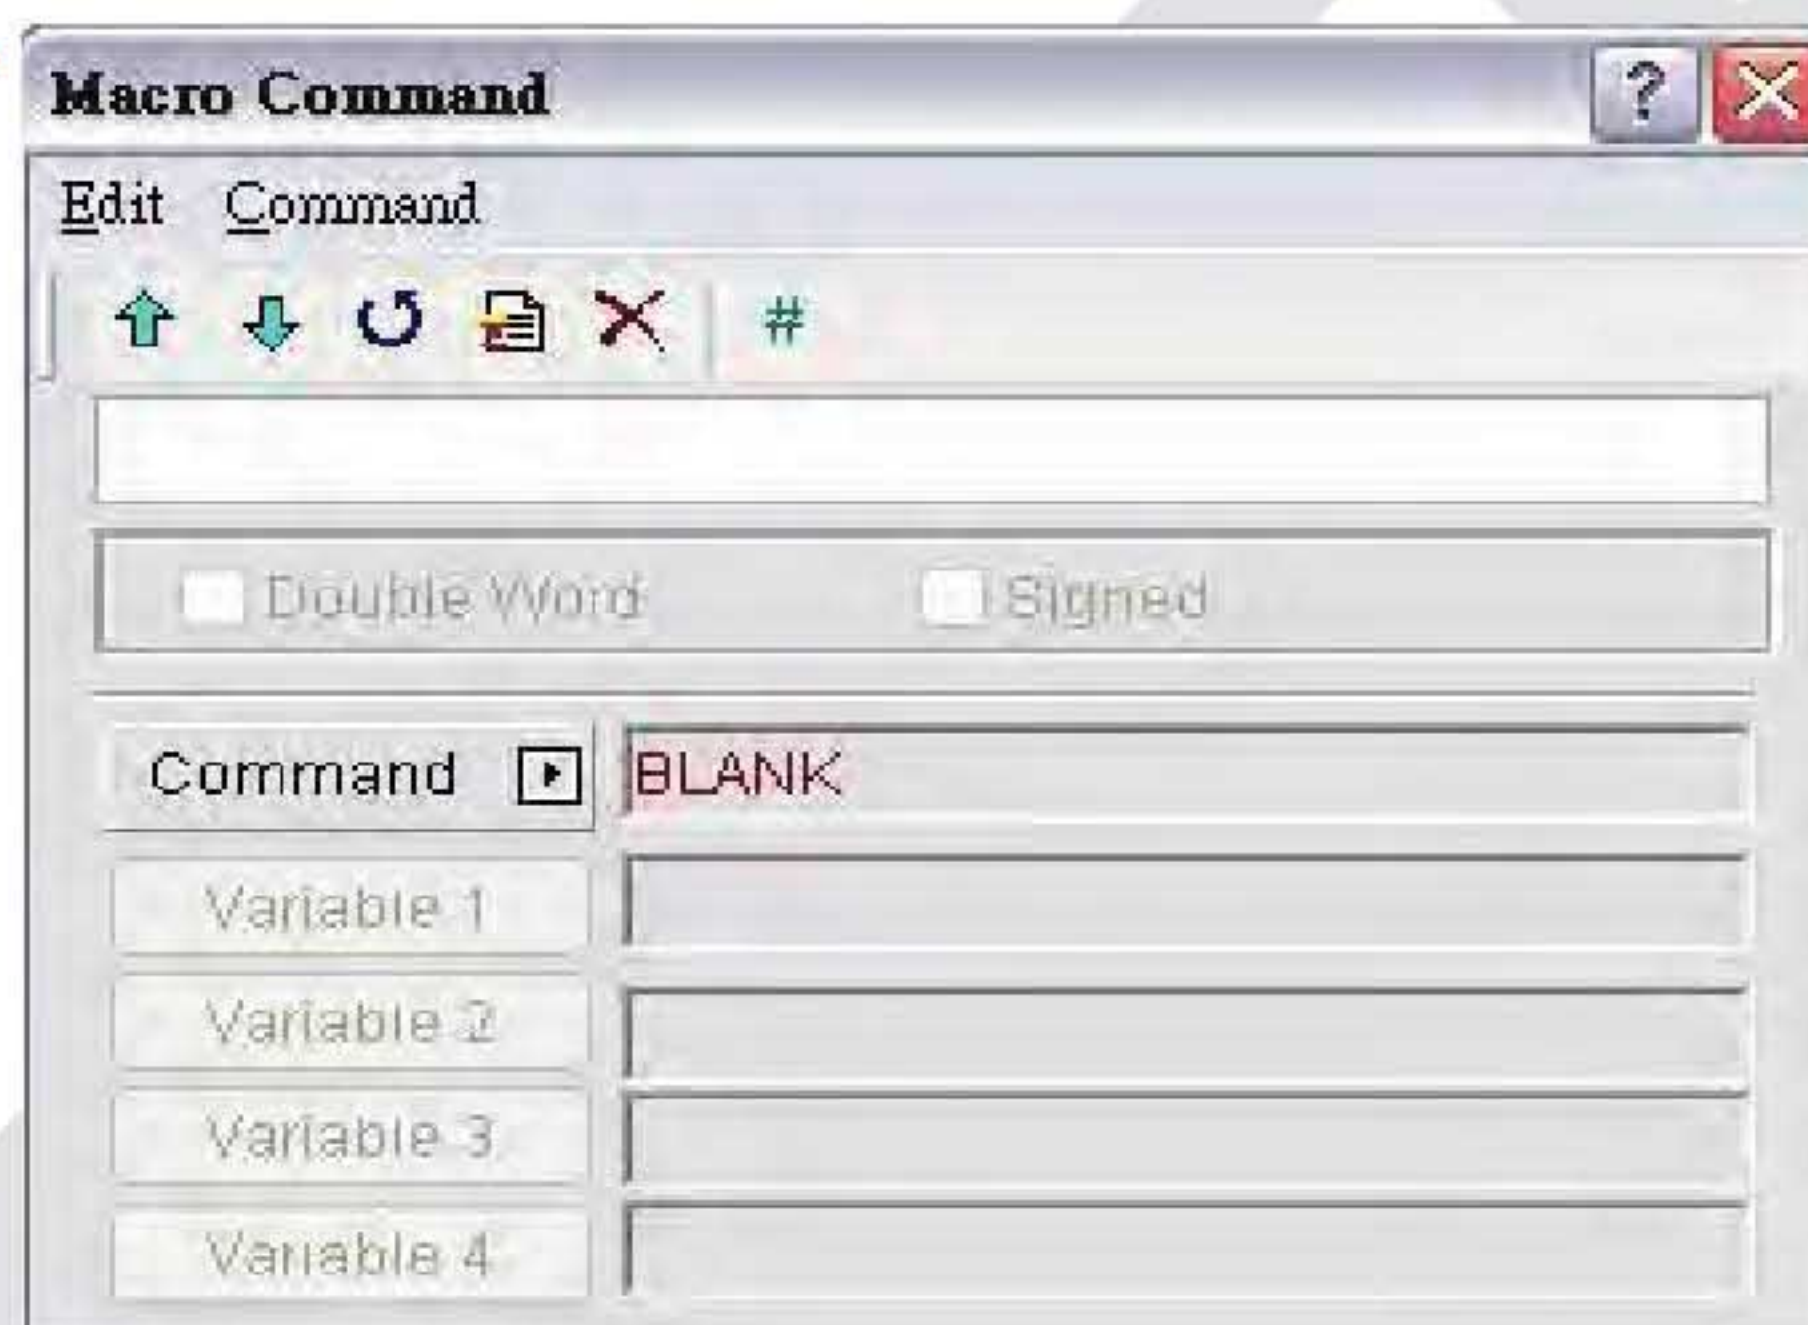 Macro Command
?
Edit Command
#
Double Word Signed
Command BLANK
Variable 1
Variable 2
Variable 3
Variable 4